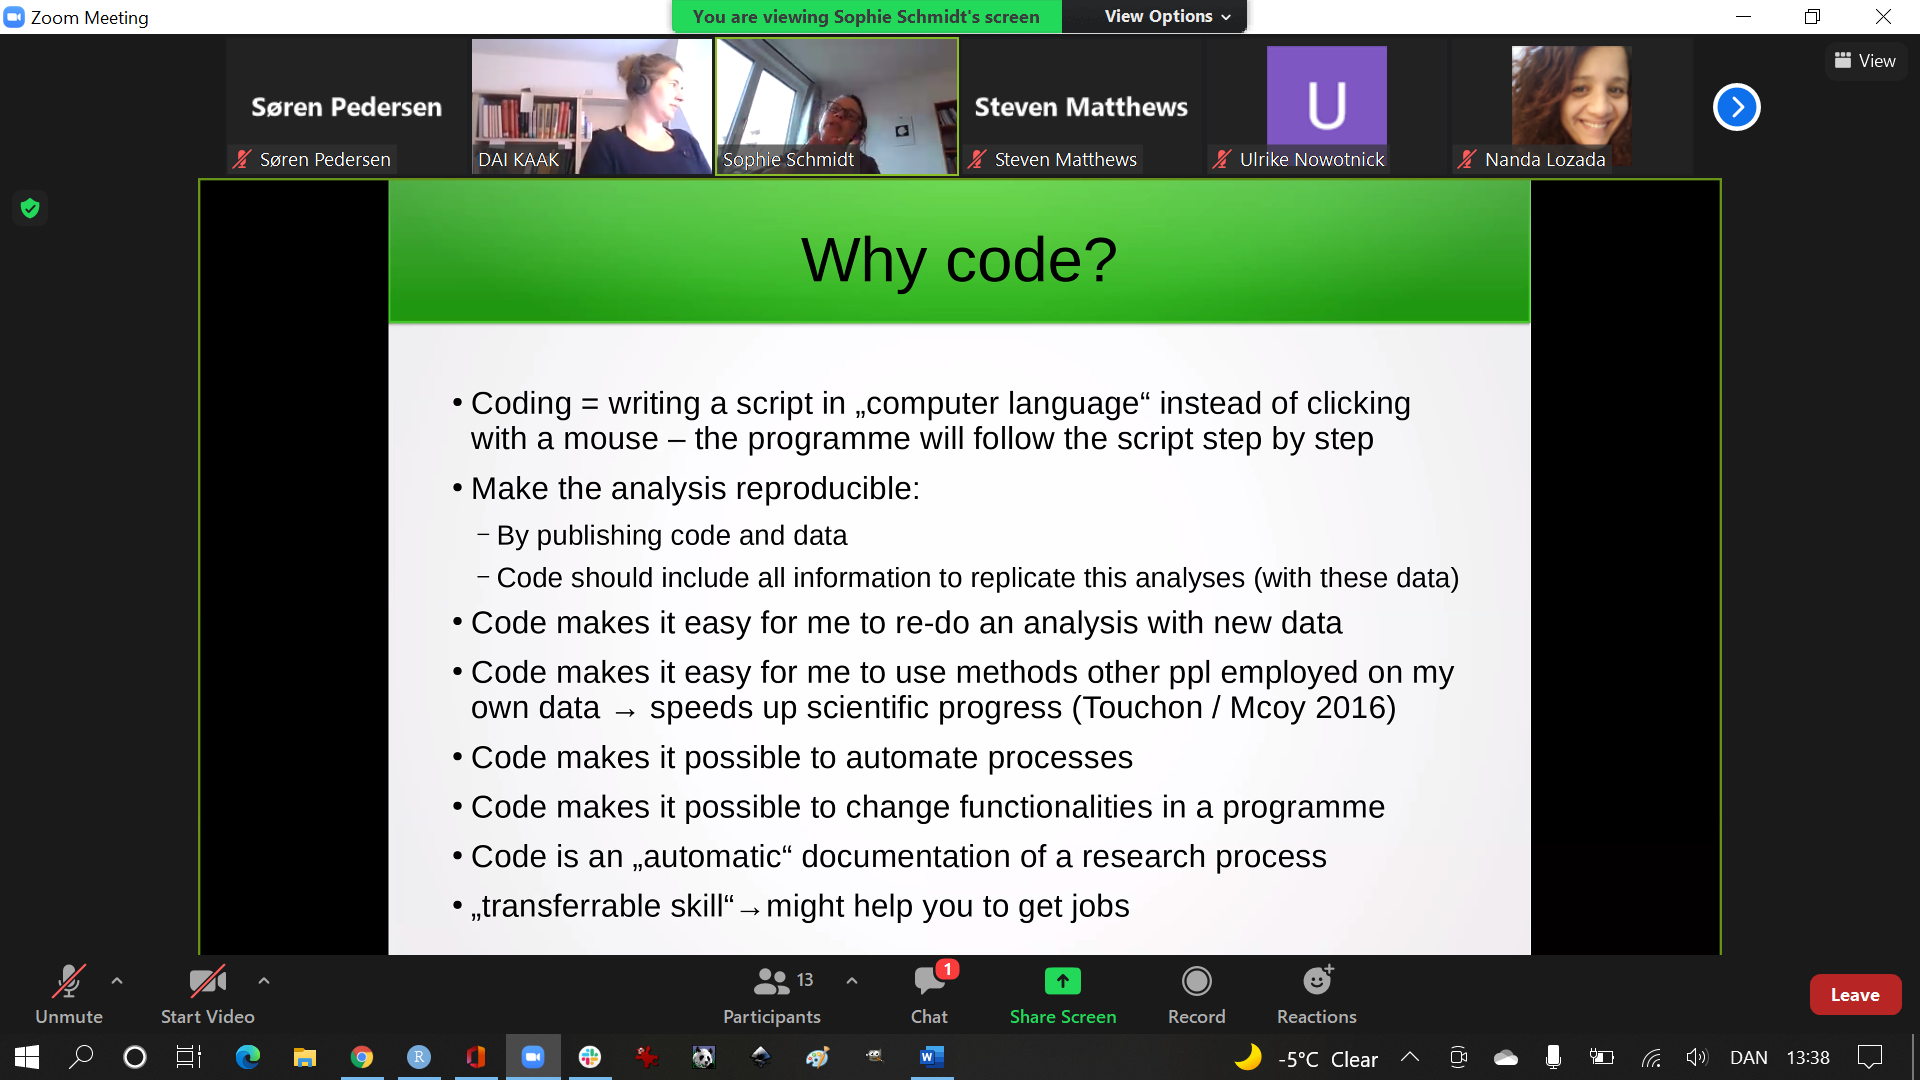 Zoom Meeting
You are viewing Sophie Schmidt's screen
View Options
View
Søren Pedersen
Steven Matthews
U
Søren Pedersen
DAI KAAK
Sophie Schmidt
Steven Matthews
Ulrike Nowotnick
Nanda Lozada
Why code?
• Coding = writing a script in „computer language“ instead of clicking
with a mouse – the programme will follow the script step by step
• Make the analysis reproducible:
– By publishing code and data
– Code should include all information to replicate this analyses (with these data)
• Code makes it easy for me to re-do an analysis with new data
• Code makes it easy for me to use methods other ppl employed on my
own data → speeds up scientific progress (Touchon / Mcoy 2016)
• Code makes it possible to automate processes
• Code makes it possible to change functionalities in a programme
• Code is an „automatic“ documentation of a research process
• „transferrable skill“→might help you to get jobs
13
1
Unmute
Start Video
Participants
Chat
Share Screen
Record
Reactions
Leave
R
W
-5°C Clear
DAN
13:38